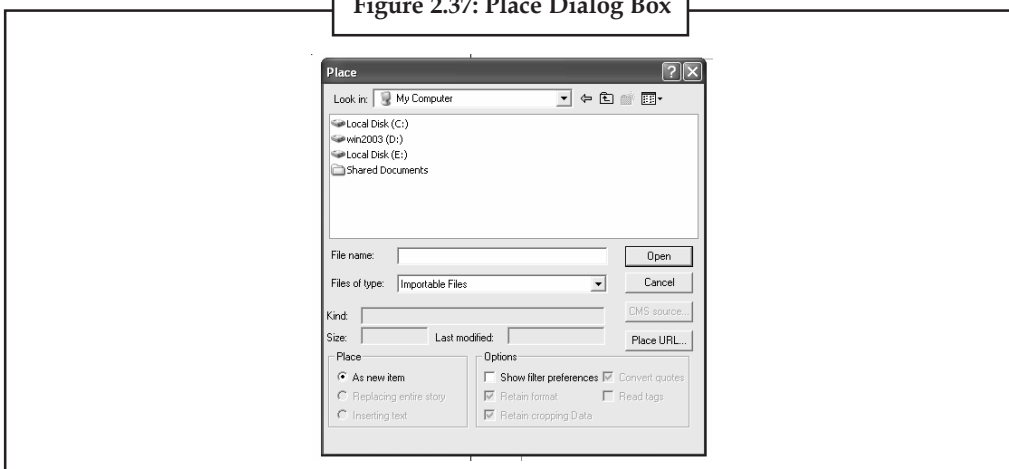 Figure 2.37: Place Dialog Box
Place
Look in: My Computer
Local Disk (C:)
win2003 (D:)
Local Disk (E:)
Shared Documents
File name: Open
Files of type: Importable Files Cancel
Kind: CMS source...
Size: Last modified: Place URL...
Place Options
As new item Show filter preferences Convert quotes
Replacing entire story Retain format Read tags
Inserting text Retain cropping Data